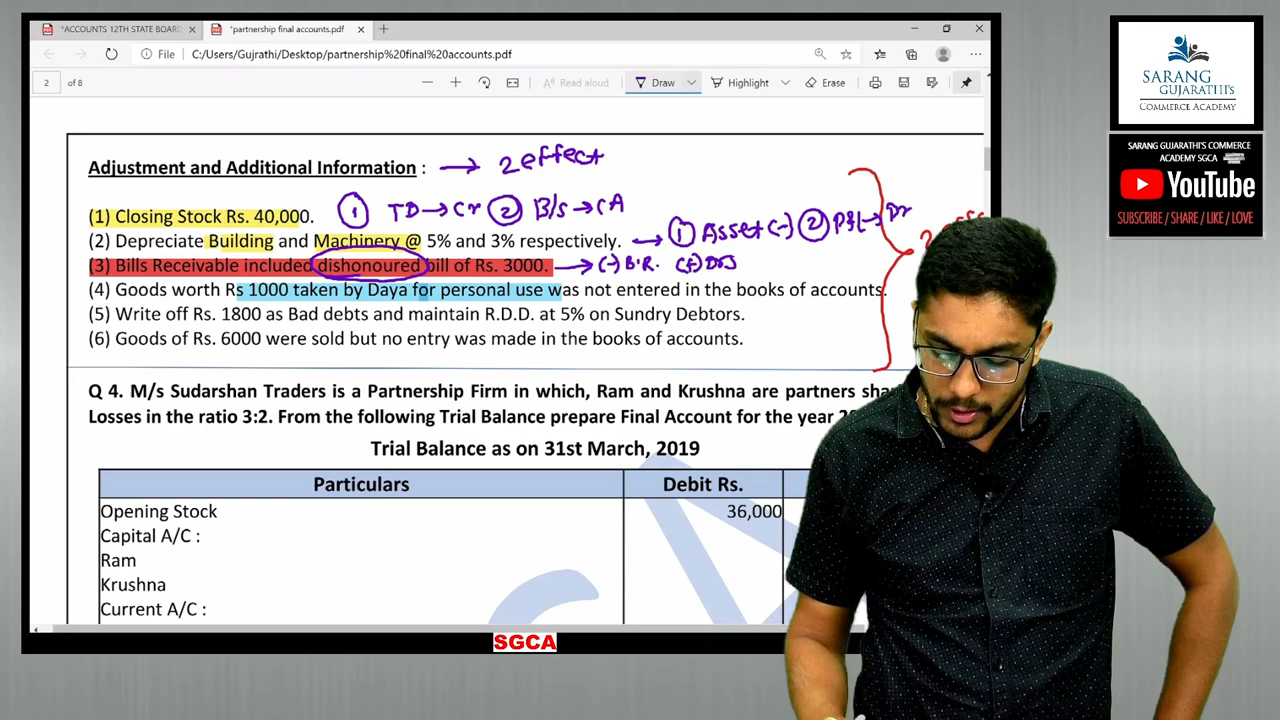 *ACCOUNTS 12TH STATE BOARD
*partnership final accounts.pdf
File C:/Users/Gujrathi/Desktop/partnership%20final%20accounts.pdf
2 of 8
Read aloud Draw Highlight Erase
SARANG
GUJARATHI'S
COMMERCE ACADEMY
SARANG GUJARATHI'S COMMERCE
ACADEMY SGCA
YouTube
SUBSCRIBE / SHARE / LIKE / LOVE
Adjustment and Additional Information : → 2 effect
(1) Closing Stock Rs. 40,000. ① TD → Cr ② B/s → CA
(2) Depreciate Building and Machinery @ 5% and 3% respectively. → ① Asset (-) ② P&L → Dr
(3) Bills Receivable included dishonoured bill of Rs. 3000. → (-) B.R. (+)
(4) Goods worth Rs 1000 taken by Daya for personal use was not entered in the books of accounts.
(5) Write off Rs. 1800 as Bad debts and maintain R.D.D. at 5% on Sundry Debtors.
(6) Goods of Rs. 6000 were sold but no entry was made in the books of accounts.
Q 4. M/s Sudarshan Traders is a Partnership Firm in which, Ram and Krushna are partners sha
Losses in the ratio 3:2. From the following Trial Balance prepare Final Account for the year 20
Trial Balance as on 31st March, 2019
Particulars Debit Rs.
Opening Stock 36,000
Capital A/C :
Ram
Krushna
Current A/C :
SGCA